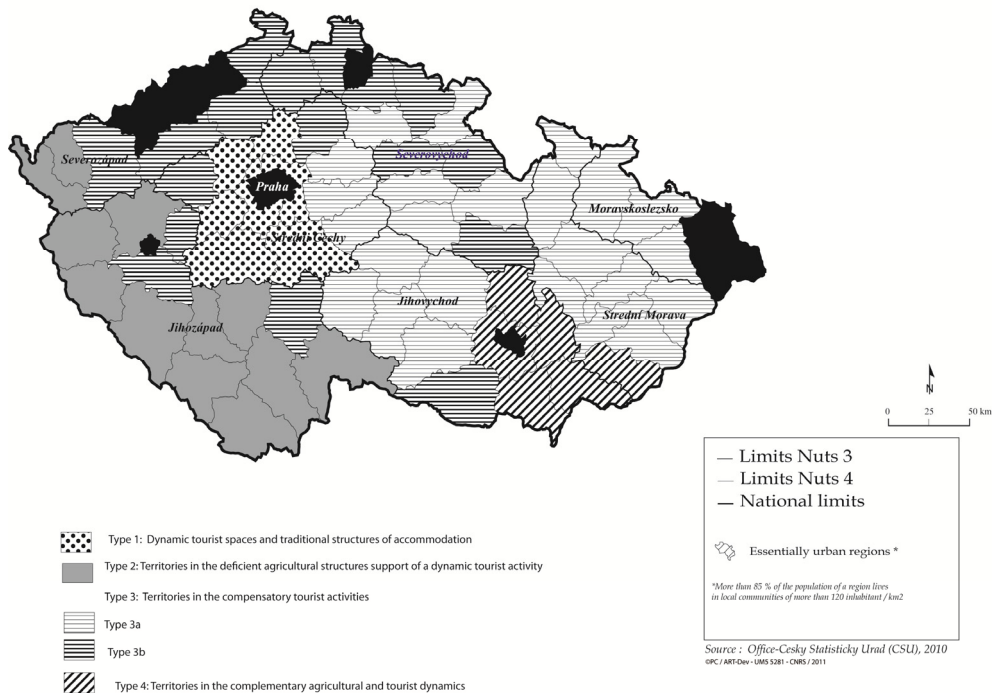 Severozápad
Severovychod
Praha
Moravskoslezsko
Strědní Čechy
Jihovychod
Strědní Morava
Jihozápad
N
0 25 50 km
Limits Nuts 3
Limits Nuts 4
National limits
Essentially urban regions *
*More than 85 % of the population of a region lives
in local communities of more than 120 inhabitant / km2
Source : Office-Cesky Statisticky Urad (CSU), 2010
©PC / ART-Dev - UMS 5281 - CNRS / 2011
Type 1: Dynamic tourist spaces and traditional structures of accommodation
Type 2: Territories in the deficient agricultural structures support of a dynamic tourist activity
Type 3: Territories in the compensatory tourist activities
Type 3a
Type 3b
Type 4: Territories in the complementary agricultural and tourist dynamics